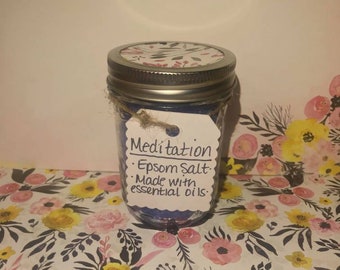 Meditation
· Epsom Salt
· Made with
essential oils.